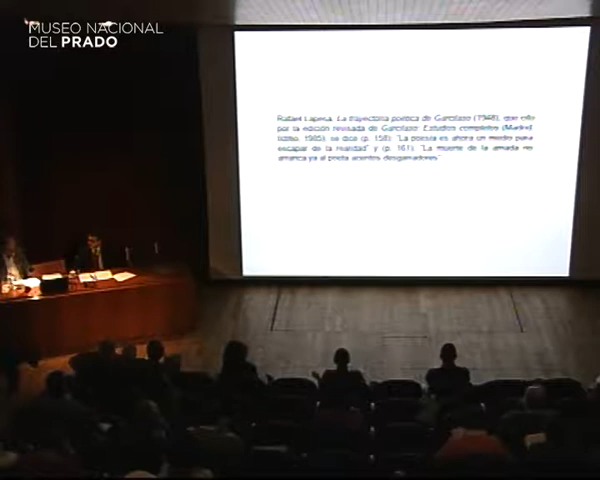 MUSEO NACIONAL
DEL PRADO
Rafael Lapesa, La trayectoria poética de Garcilaso (1948), que cito
por la edición revisada de Garcilaso: Estudios completos (Madrid,
Istmo, 1985), se dice (p. 158): "La poesía es ahora un medio para
escapar de la realidad" y (p. 161): "La muerte de la amada no
arranca ya al poeta acentos desgarradores"